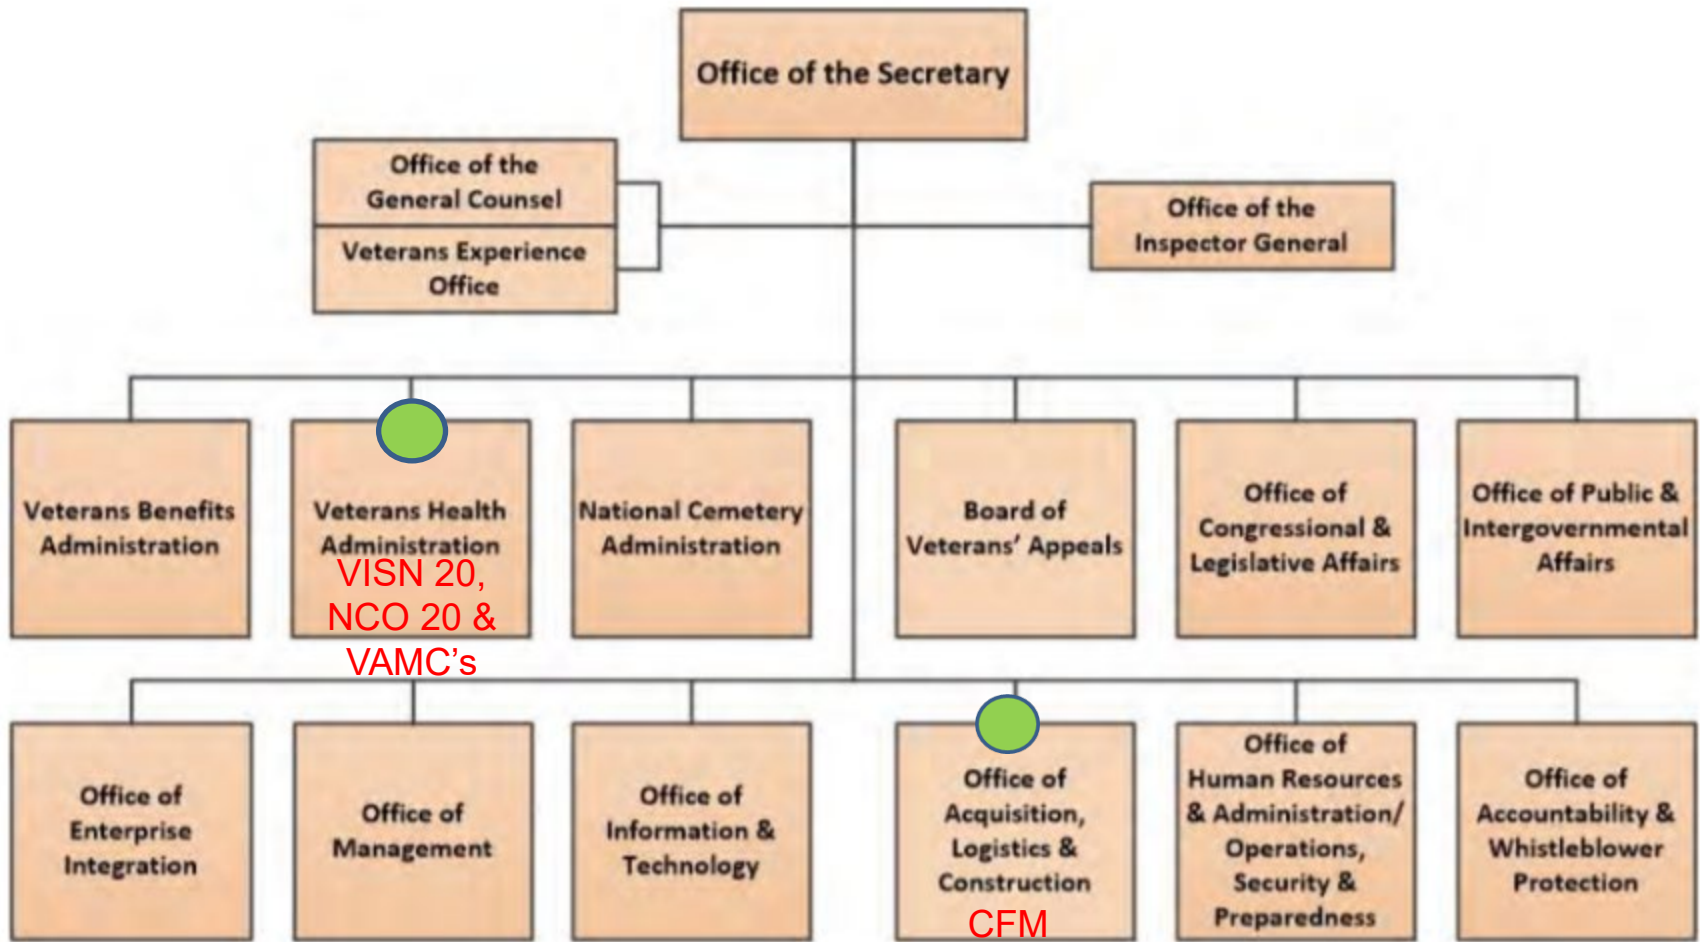 Office of the Secretary
Office of the
General Counsel
Veterans Experience
Office
Office of the
Inspector General
Veterans Benefits
Administration
Veterans Health
Administration
VISN 20,
NCO 20 &
VAMC’s
National Cemetery
Administration
Board of
Veterans’ Appeals
Office of
Congressional &
Legislative Affairs
Office of Public &
Intergovernmental
Affairs
Office of
Enterprise
Integration
Office of
Management
Office of
Information &
Technology
Office of
Acquisition,
Logistics &
Construction
CFM
Office of
Human Resources
& Administration/
Operations,
Security &
Preparedness
Office of
Accountability &
Whistleblower
Protection